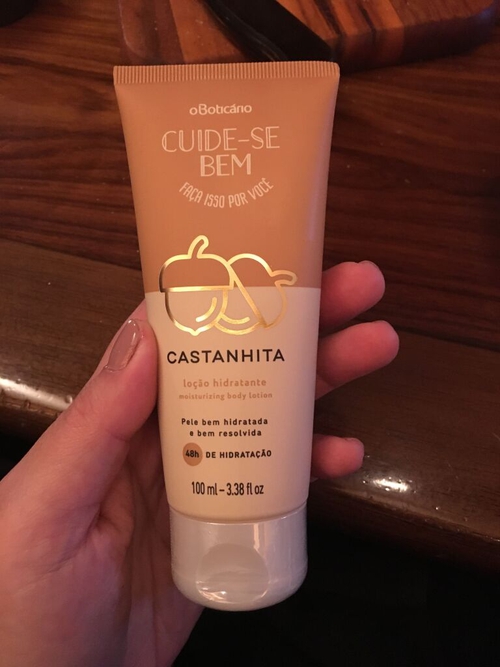 oBoticário
CUIDE-SE
BEM
FAÇA ISSO POR VOCÊ
CASTANHITA
loção hidratante
moisturizing body lotion
Pele bem hidratada
e bem resolvida
48h DE HIDRATAÇÃO
100 ml – 3.38 fl oz